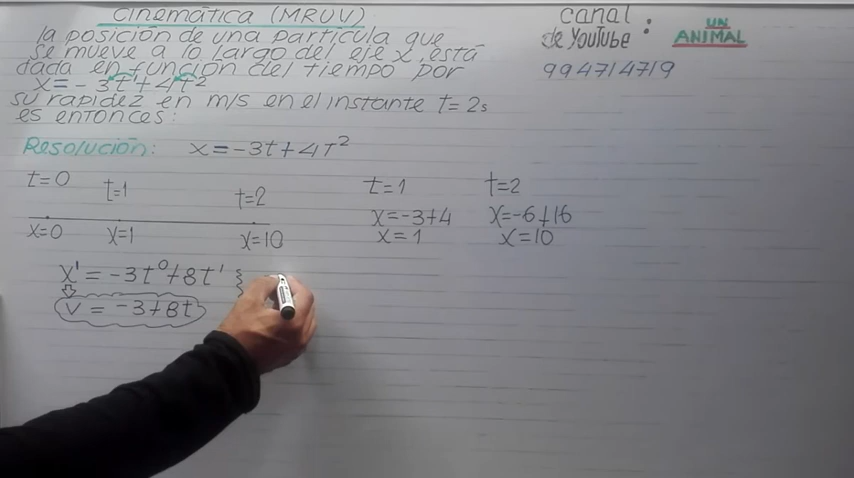 cinemática (MRUV)
la posición de una partícula que
se mueve a lo largo del eje x, está
dada en función del tiempo por
x = - 3t¹ + 4t²
su rapidez en m/s en el instante t = 2s
es entonces:
canal :
de YouTube
UN
ANIMAL
994714719
Resolución: x = -3t + 4t²
t=0 t=1 t=2
x=0 x=1 x=10
t=1
x=-3+4
x=1
t=2
x=-6+16
x=10
x' = -3t⁰+8t¹
v = -3+8t